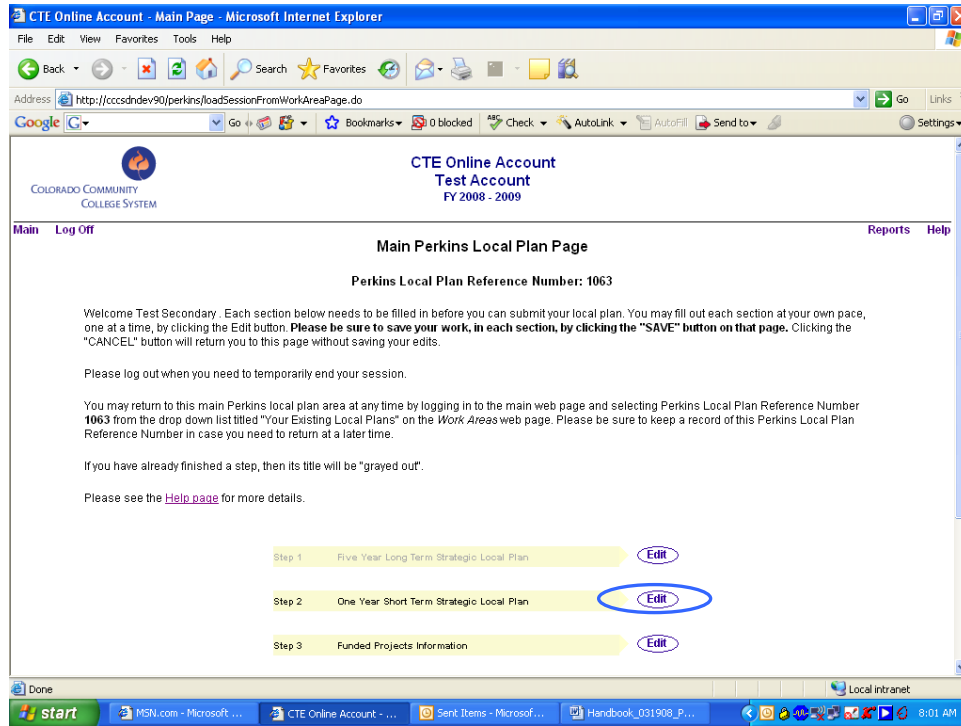 CTE Online Account - Main Page - Microsoft Internet Explorer
File Edit View Favorites Tools Help
Back Search Favorites
Address http://cccsdndev90/perkins/loadSessionFromWorkAreaPage.do Go Links
Google G Go Bookmarks 0 blocked ABC Check AutoLink AutoFill Send to Settings
COLORADO COMMUNITY
COLLEGE SYSTEM
CTE Online Account
Test Account
FY 2008 - 2009
Main Log Off Reports Help
Main Perkins Local Plan Page
Perkins Local Plan Reference Number: 1063
Welcome Test Secondary . Each section below needs to be filled in before you can submit your local plan. You may fill out each section at your own pace,
one at a time, by clicking the Edit button. Please be sure to save your work, in each section, by clicking the "SAVE" button on that page. Clicking the
"CANCEL" button will return you to this page without saving your edits.
Please log out when you need to temporarily end your session.
You may return to this main Perkins local plan area at any time by logging in to the main web page and selecting Perkins Local Plan Reference Number
1063 from the drop down list titled "Your Existing Local Plans" on the Work Areas web page. Please be sure to keep a record of this Perkins Local Plan
Reference Number in case you need to return at a later time.
If you have already finished a step, then its title will be "grayed out".
Please see the Help page for more details.
Step 1 Five Year Long Term Strategic Local Plan Edit
Step 2 One Year Short Term Strategic Local Plan Edit
Step 3 Funded Projects Information Edit
Done Local intranet
start MSN.com - Microsoft ... CTE Online Account - ... Sent Items - Microsof... Handbook_031908_P... 8:01 AM